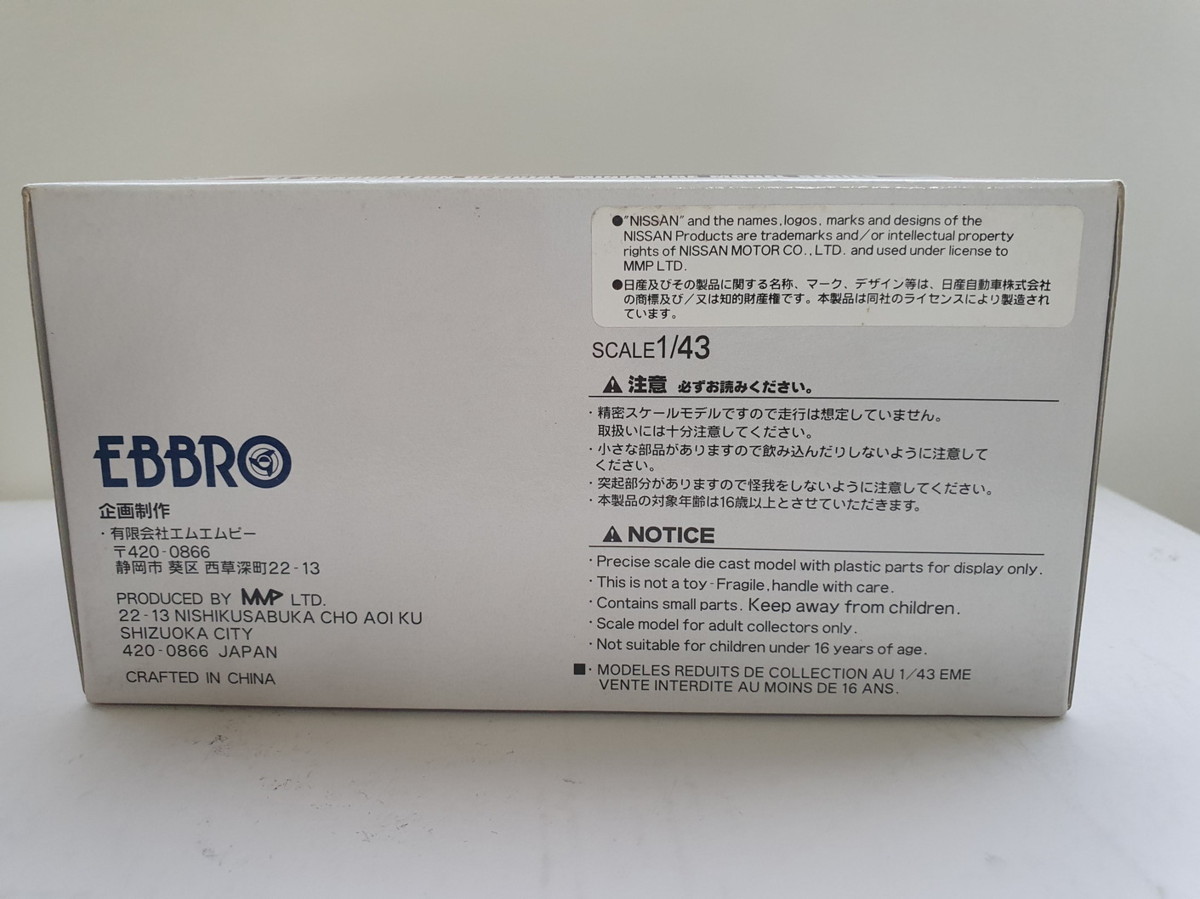 ●"NISSAN" and the names, logos, marks and designs of the
NISSAN Products are trademarks and/or intellectual property
rights of NISSAN MOTOR CO., LTD. and used under license to
MMP LTD.
●日産及びその製品に関する名称、マーク、デザイン等は、日産自動車株式会社
の商標及び/又は知的財産権です。本製品は同社のライセンスにより製造され
ています。
SCALE1/43
⚠注意 必ずお読みください。
・精密スケールモデルですので走行は想定していません。
取扱いには十分注意してください。
・小さな部品がありますので飲み込んだりしないように注意して
ください。
・突起部分がありますので怪我をしないように注意してください。
・本製品の対象年齢は16歳以上とさせていただきます。
⚠NOTICE
・Precise scale die cast model with plastic parts for display only.
・This is not a toy - Fragile, handle with care.
・Contains small parts. Keep away from children.
・Scale model for adult collectors only.
・Not suitable for children under 16 years of age.
■・MODELES REDUITS DE COLLECTION AU 1/43 EME
VENTE INTERDITE AU MOINS DE 16 ANS.
EBBRO
企画制作
・有限会社エムエムピー
〒420-0866
静岡市 葵区 西草深町22-13
PRODUCED BY MMP LTD.
22-13 NISHIKUSABUKA CHO AOI KU
SHIZUOKA CITY
420-0866 JAPAN
CRAFTED IN CHINA